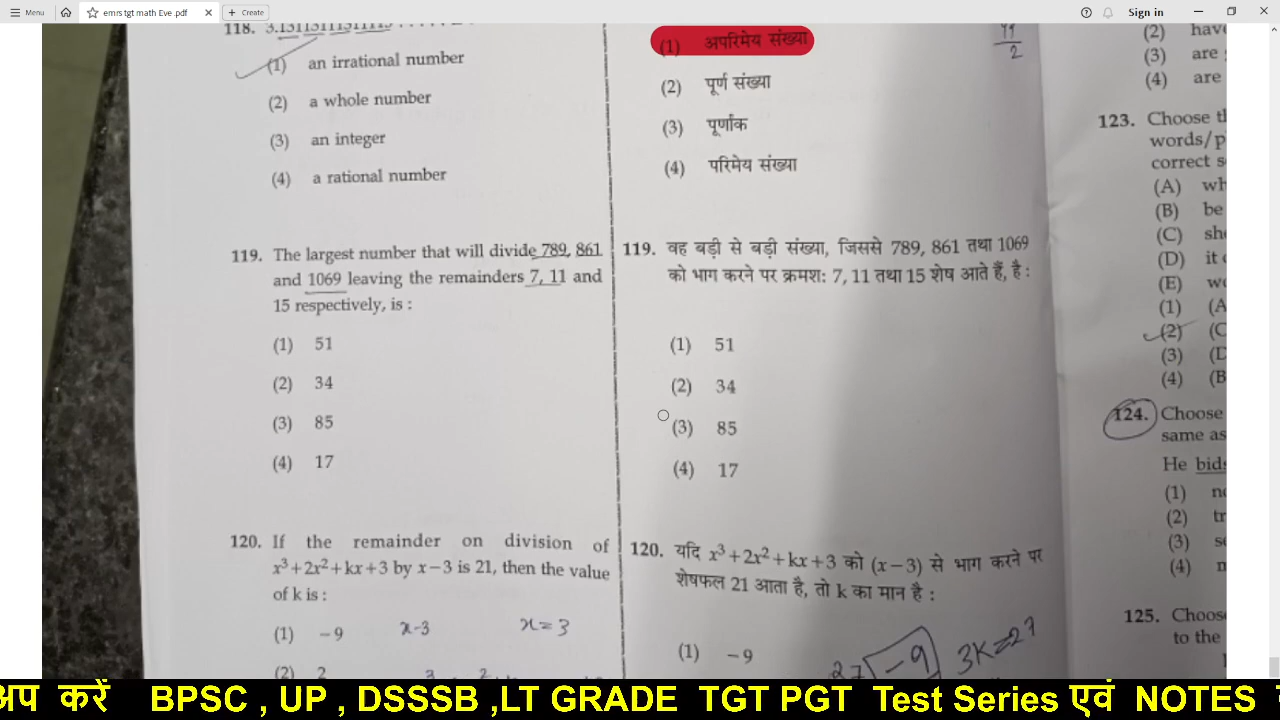 Menu
emrs tgt math Eve .pdf
Create
Sign in
118. 3.131131113
(1) an irrational number
(2) a whole number
(3) an integer
(4) a rational number
119. The largest number that will divide 789, 861
and 1069 leaving the remainders 7, 11 and
15 respectively, is :
(1) 51
(2) 34
(3) 85
(4) 17
120. If the remainder on division of
x³+2x²+kx+3 by x−3 is 21, then the value
of k is :
(1) −9 x-3 x=3
(2) 2
(1) अपरिमेय संख्या
(2) पूर्ण संख्या
(3) पूर्णांक
(4) परिमेय संख्या
119. वह बड़ी से बड़ी संख्या, जिससे 789, 861 तथा 1069
को भाग करने पर क्रमशः 7, 11 तथा 15 शेष आते हैं, है :
(1) 51
(2) 34
(3) 85
(4) 17
120. यदि x³+2x²+kx+3 को (x−3) से भाग करने पर
शेषफल 21 आता है, तो k का मान है :
(1) −9
-9 3K=27
(2) have
(3) are
(4) are
123. Choose
words/p
correct s
(A) wh
(B) be
(C) sh
(D) it
(E) w
(1) (A
(2) (C
(3) (D
(4) (B
124. Choose
same as
He bids
(1) n
(2) tr
(3) s
(4)
125. Choose
to the
अप करें BPSC , UP , DSSSB ,LT GRADE TGT PGT Test Series एवं NOTES